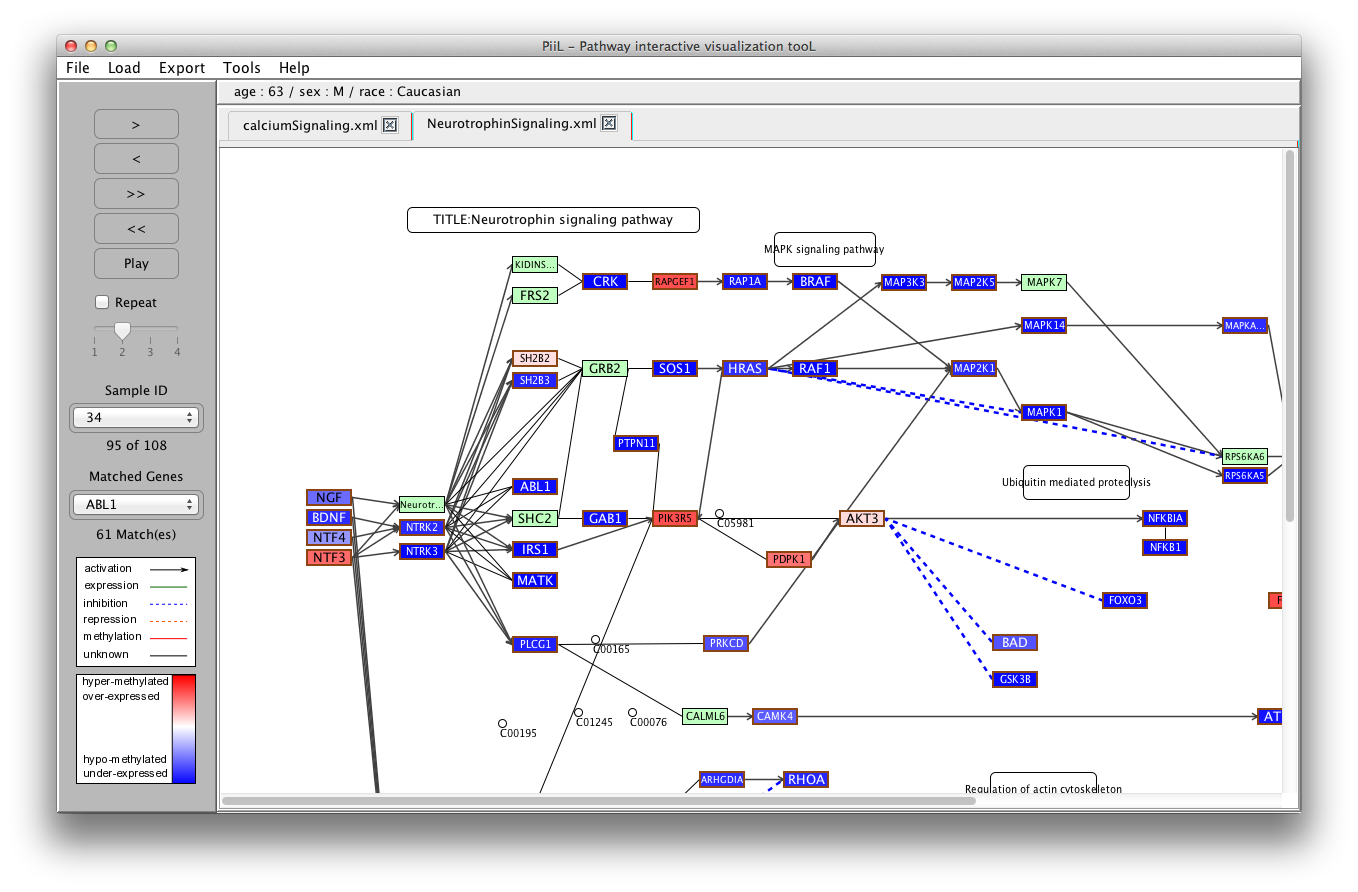 PiiL - Pathway interactive visualization tooL
File Load Export Tools Help
age : 63 / sex : M / race : Caucasian
calciumSignaling.xml
NeurotrophinSignaling.xml
>
<
>>
<<
Play
Repeat
1 2 3 4
Sample ID
34
95 of 108
Matched Genes
ABL1
61 Match(es)
activation
expression
inhibition
repression
methylation
unknown
hyper-methylated
over-expressed
hypo-methylated
under-expressed
TITLE:Neurotrophin signaling pathway
MAPK signaling pathway
KIDINS...
CRK
RAPGEF1
RAP1A
BRAF
MAP3K3
MAP2K5
MAPK7
FRS2
MAPK14
MAPKA...
SH2B2
SH2B3
GRB2
SOS1
HRAS
RAF1
MAP2K1
MAPK1
PTPN11
RPS6KA6
RPS6KA5
Ubiquitin mediated proteolysis
ABL1
NGF
BDNF
NTF4
NTF3
Neurotr...
NTRK2
NTRK3
SHC2
GAB1
PIK3R5
C05981
AKT3
NFKBIA
NFKB1
IRS1
PDPK1
MATK
FOXO3
PLCG1
C00165
PRKCD
BAD
GSK3B
C00195
C01245
C00076
CALML6
CAMK4
AT
ARHGDIA
RHOA
Regulation of actin cytoskeleton